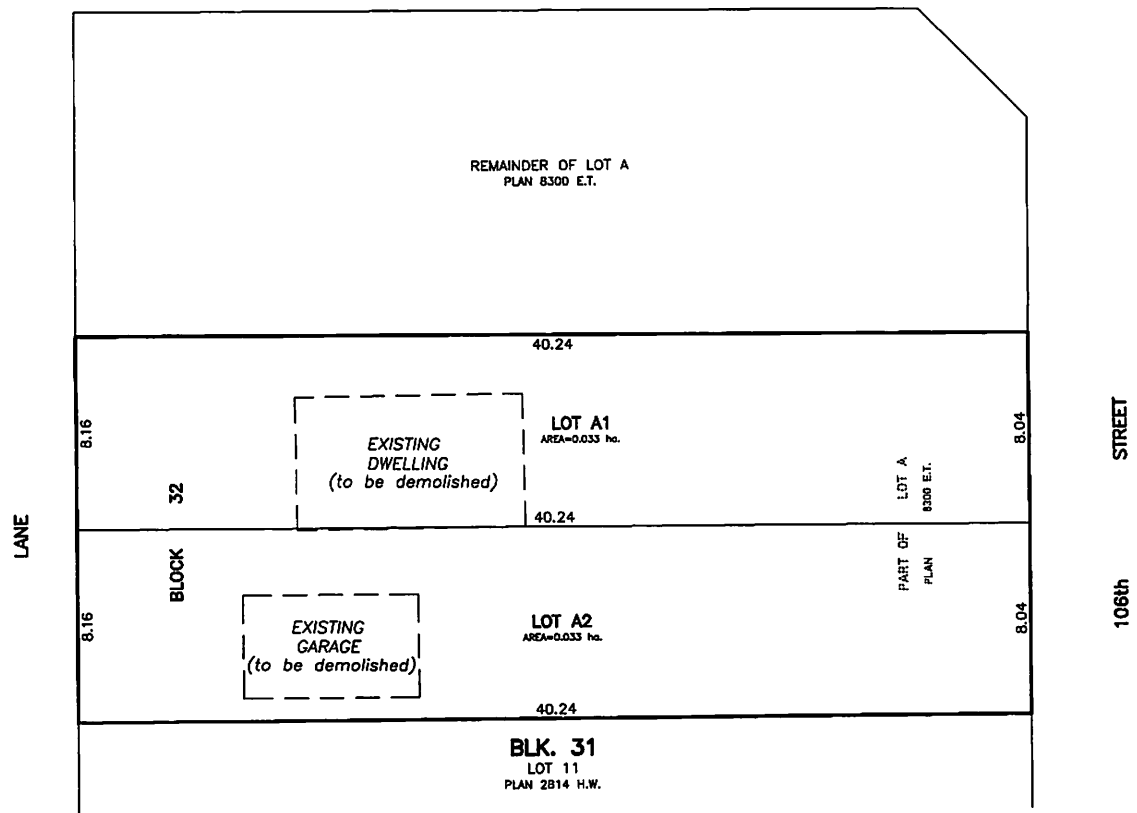 REMAINDER OF LOT A
PLAN 8300 E.T.
40.24
8.16
LOT A1
AREA=0.033 ha.
8.04
EXISTING
DWELLING
(to be demolished)
LOT A
8300 E.T.
PART OF
PLAN
STREET
106th
LANE
BLOCK 32
40.24
8.16
LOT A2
AREA=0.033 ha.
8.04
EXISTING
GARAGE
(to be demolished)
40.24
BLK. 31
LOT 11
PLAN 2814 H.W.